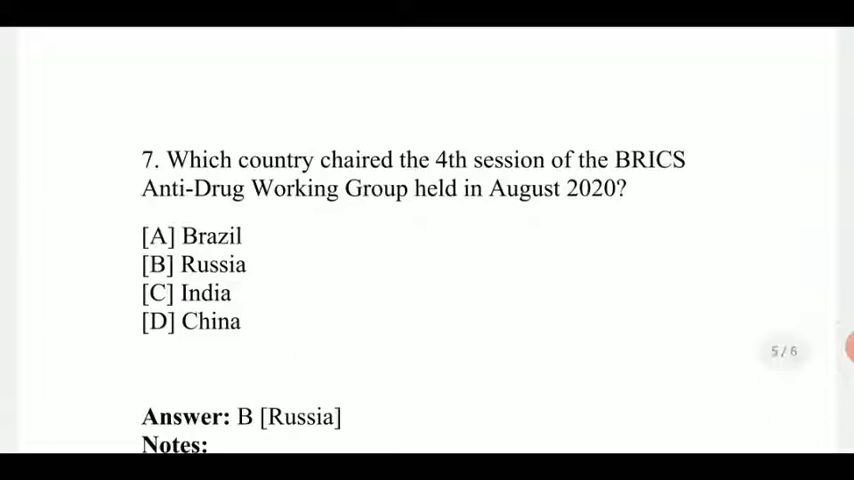 7. Which country chaired the 4th session of the BRICS
Anti-Drug Working Group held in August 2020?
[A] Brazil
[B] Russia
[C] India
[D] China
5 / 6
Answer: B [Russia]
Notes: